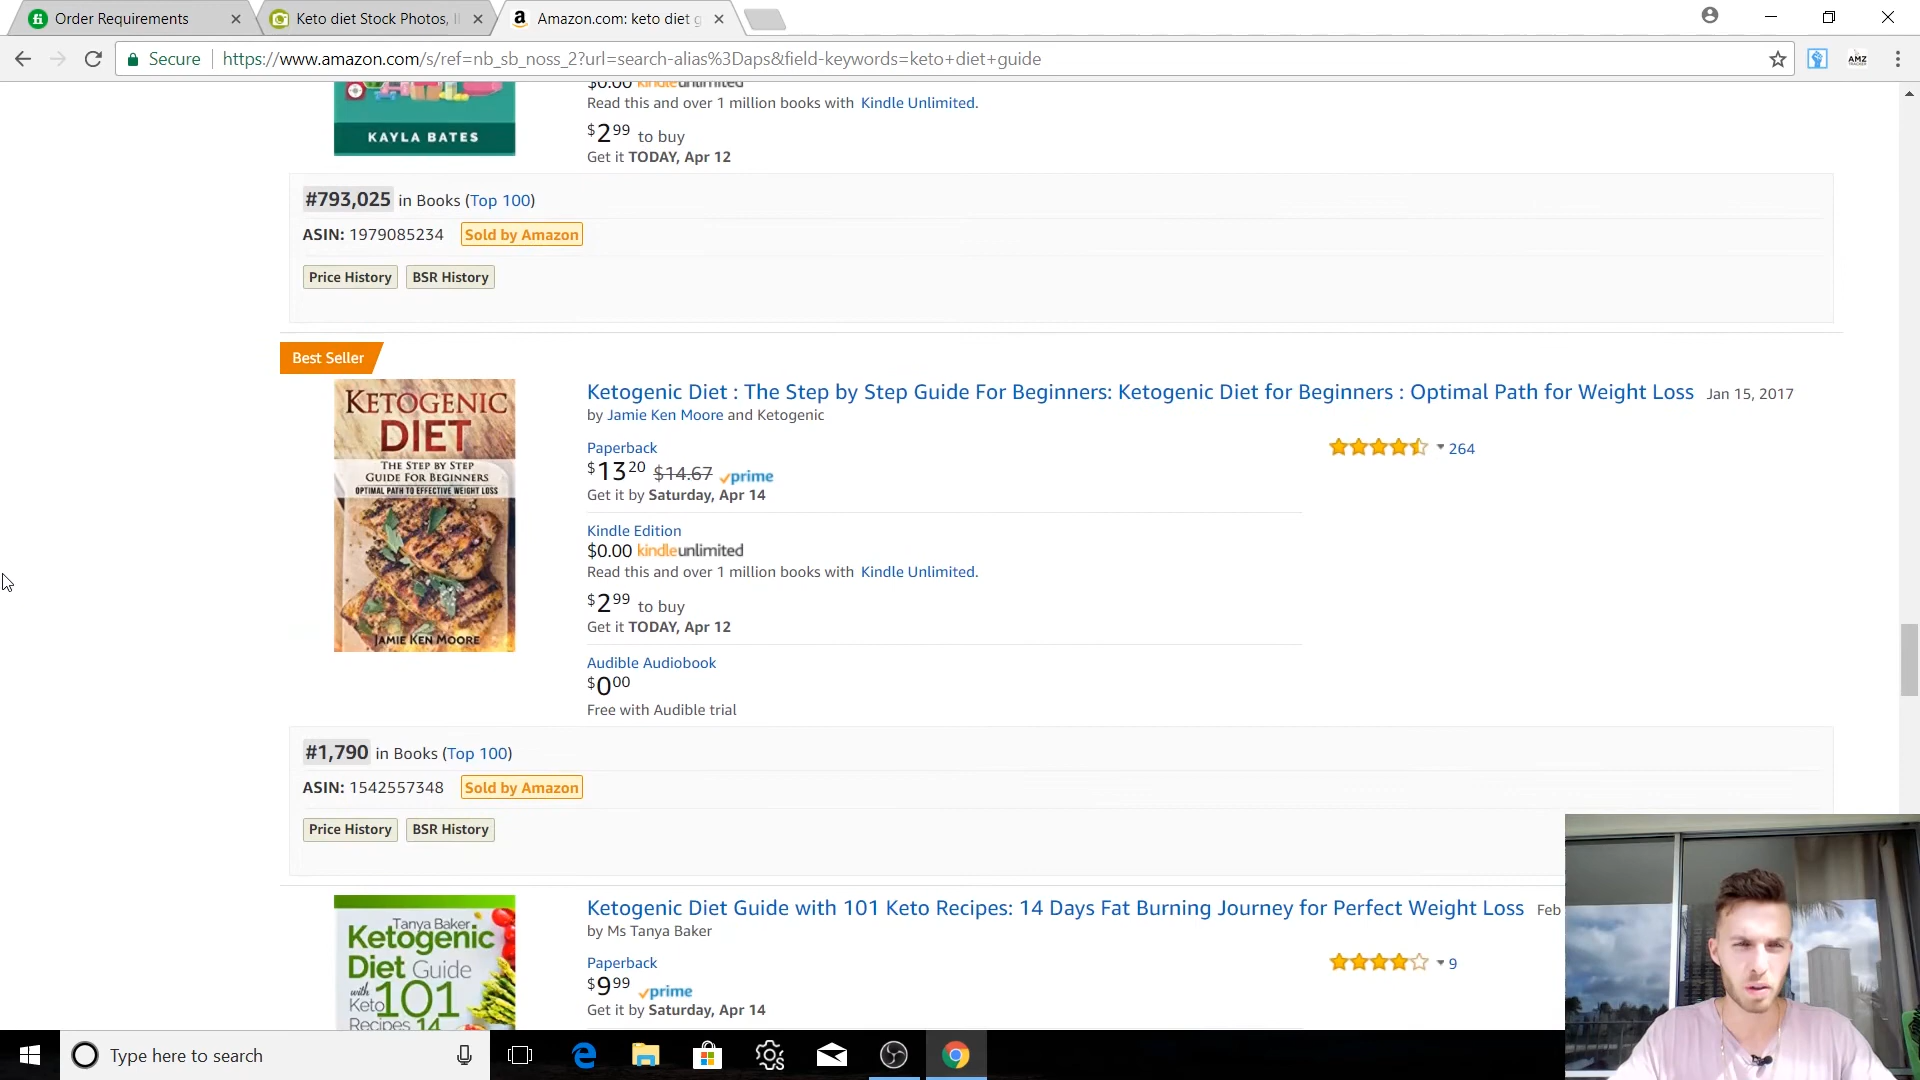 Order Requirements
Keto diet Stock Photos, I
Amazon.com: keto diet g
Secure
https://www.amazon.com/s/ref=nb_sb_noss_2?url=search-alias%3Daps&field-keywords=keto+diet+guide
AMZ
KAYLA BATES
$0.00 kindleunlimited
Read this and over 1 million books with Kindle Unlimited.
$2.99 to buy
Get it TODAY, Apr 12
#793,025 in Books (Top 100)
ASIN: 1979085234 Sold by Amazon
Price History BSR History
Best Seller
KETOGENIC
DIET
THE STEP BY STEP
GUIDE FOR BEGINNERS
OPTIMAL PATH TO EFFECTIVE WEIGHT LOSS
JAMIE KEN MOORE
Ketogenic Diet : The Step by Step Guide For Beginners: Ketogenic Diet for Beginners : Optimal Path for Weight Loss Jan 15, 2017
by Jamie Ken Moore and Ketogenic
Paperback
264
$13.20 $14.67 prime
Get it by Saturday, Apr 14
Kindle Edition
$0.00 kindleunlimited
Read this and over 1 million books with Kindle Unlimited.
$2.99 to buy
Get it TODAY, Apr 12
Audible Audiobook
$0.00
Free with Audible trial
#1,790 in Books (Top 100)
ASIN: 1542557348 Sold by Amazon
Price History BSR History
Tanya Baker
Ketogenic
Diet Guide
with 101
Keto
Recipes 14
Ketogenic Diet Guide with 101 Keto Recipes: 14 Days Fat Burning Journey for Perfect Weight Loss Feb
by Ms Tanya Baker
Paperback
9
$9.99 prime
Get it by Saturday, Apr 14
Type here to search